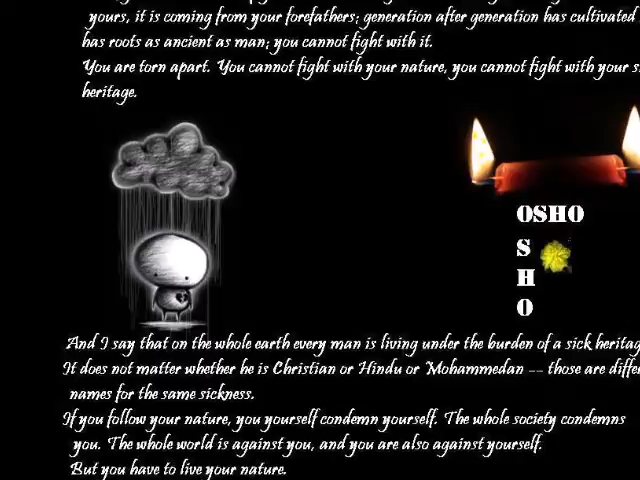 yours, it is coming from your forefathers; generation after generation has cultivated
has roots as ancient as man; you cannot fight with it.
You are torn apart. You cannot fight with your nature, you cannot fight with your
heritage.
OSHO
S
H
O
And I say that on the whole earth every man is living under the burden of a sick heritag
It does not matter whether he is Christian or Hindu or Mohammedan -- those are diffe
names for the same sickness.
If you follow your nature, you yourself condemn yourself. The whole society condemns
you. The whole world is against you, and you are also against yourself.
But you have to live your nature.